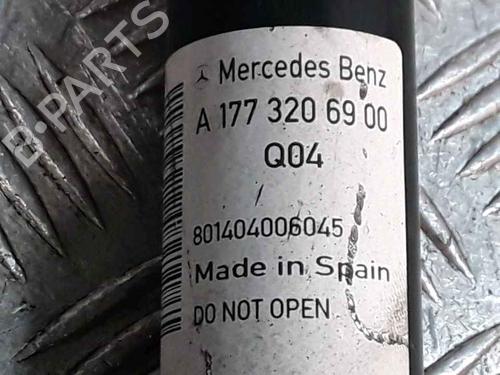 B-PARTS
Mercedes Benz
A 177 320 69 00
Q04
801404006045
Made in Spain
DO NOT OPEN